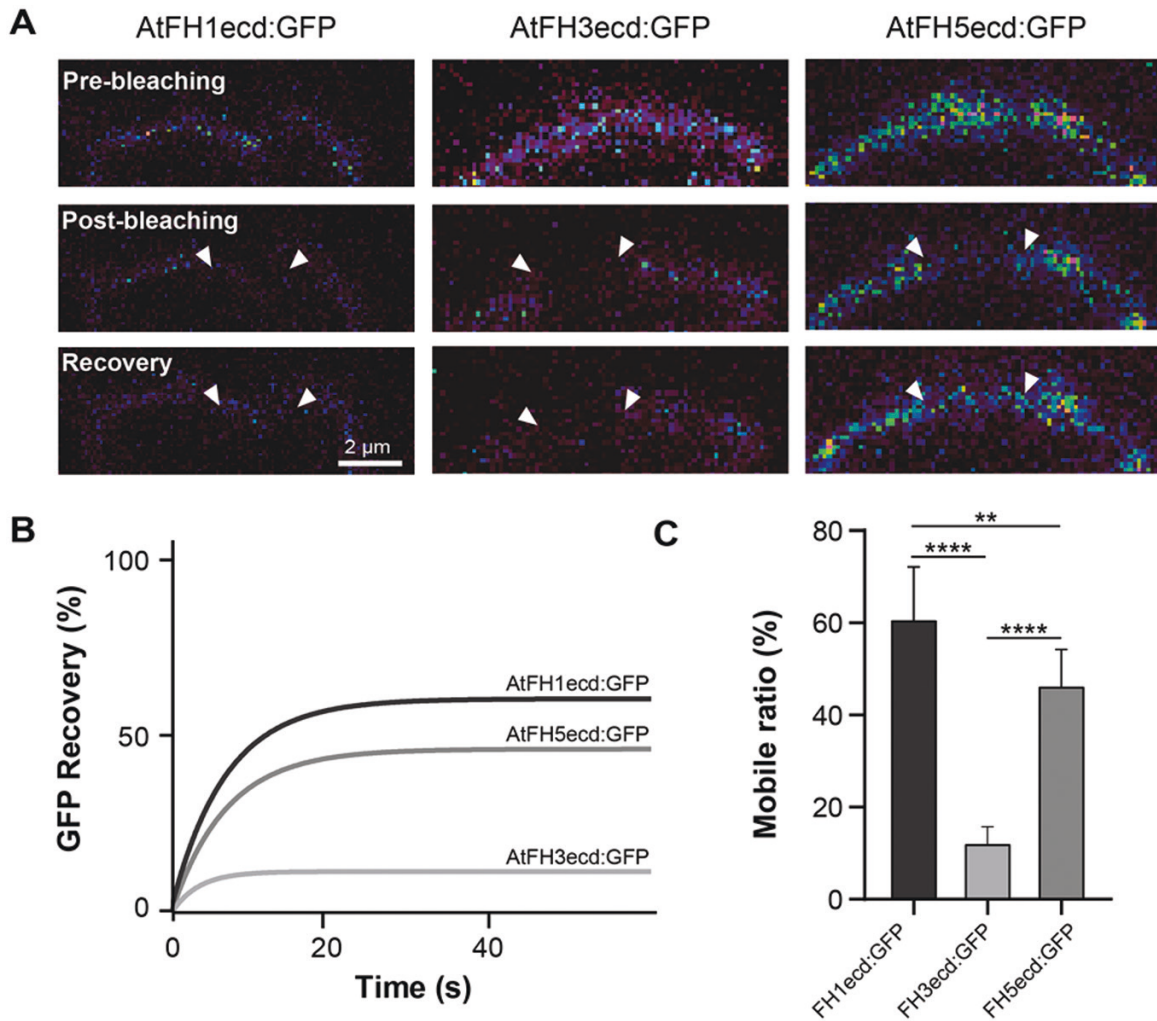 A
AtFH1ecd:GFP
AtFH3ecd:GFP
AtFH5ecd:GFP
Pre-bleaching
Post-bleaching
Recovery
2 µm
B
GFP Recovery (%)
100
50
0
AtFH1ecd:GFP
AtFH5ecd:GFP
AtFH3ecd:GFP
0
20
40
Time (s)
C
Mobile ratio (%)
80
60
40
20
0
**
****
****
FH1ecd:GFP
FH3ecd:GFP
FH5ecd:GFP